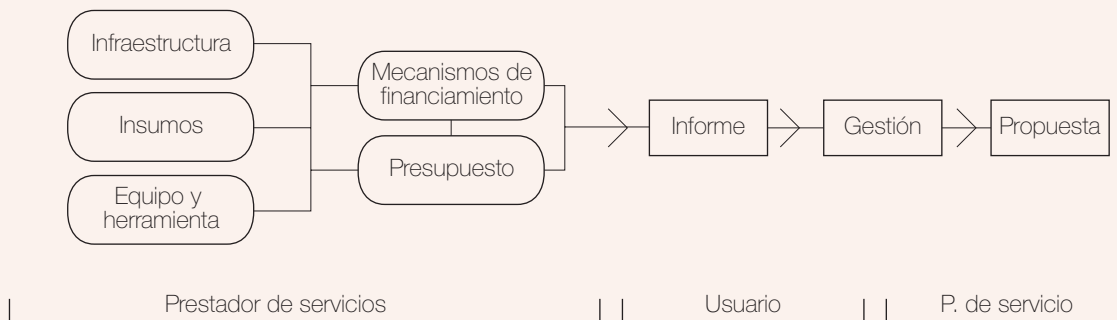 Infraestructura
Insumos
Equipo y
herramienta
Mecanismos de
financiamiento
Presupuesto
Informe
Gestión
Propuesta
Prestador de servicios
Usuario
P. de servicio